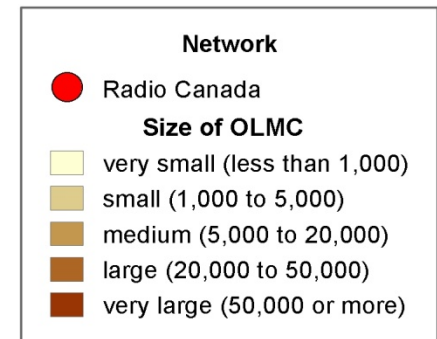 Network
Radio Canada
Size of OLMC
very small (less than 1,000)
small (1,000 to 5,000)
medium (5,000 to 20,000)
large (20,000 to 50,000)
very large (50,000 or more)